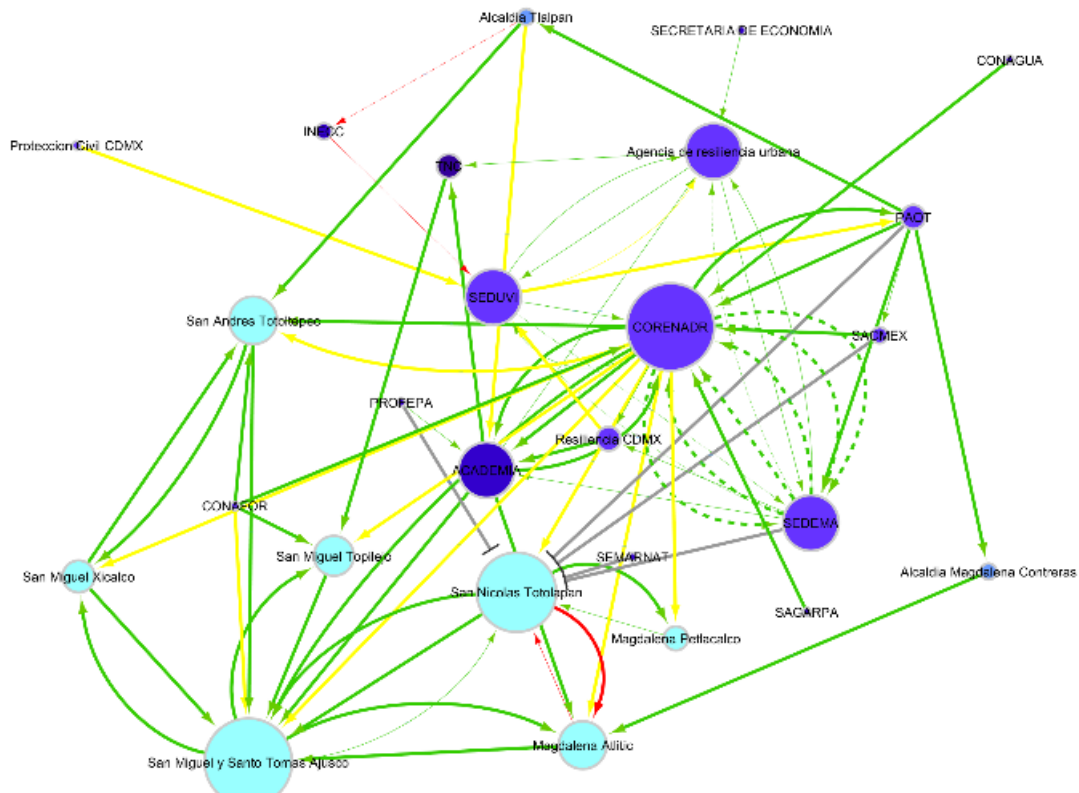 Alcaldia Tlalpan
SECRETARIA DE ECONOMIA
CONAGUA
INECC
Proteccion Civil CDMX
Agencia de resiliencia urbana
TNC
PAOT
SEDUVI
San Andres Totoltepec
CORENADR
SACMEX
PROFEPA
Resiliencia CDMX
ACADEMIA
CONAFOR
SEDEMA
San Miguel Topilejo
SEMARNAT
San Miguel Xicalco
Alcaldia Magdalena Contreras
San Nicolas Totolapan
SAGARPA
Magdalena Petlacalco
Magdalena Atlitic
San Miguel y Santo Tomas Ajusco